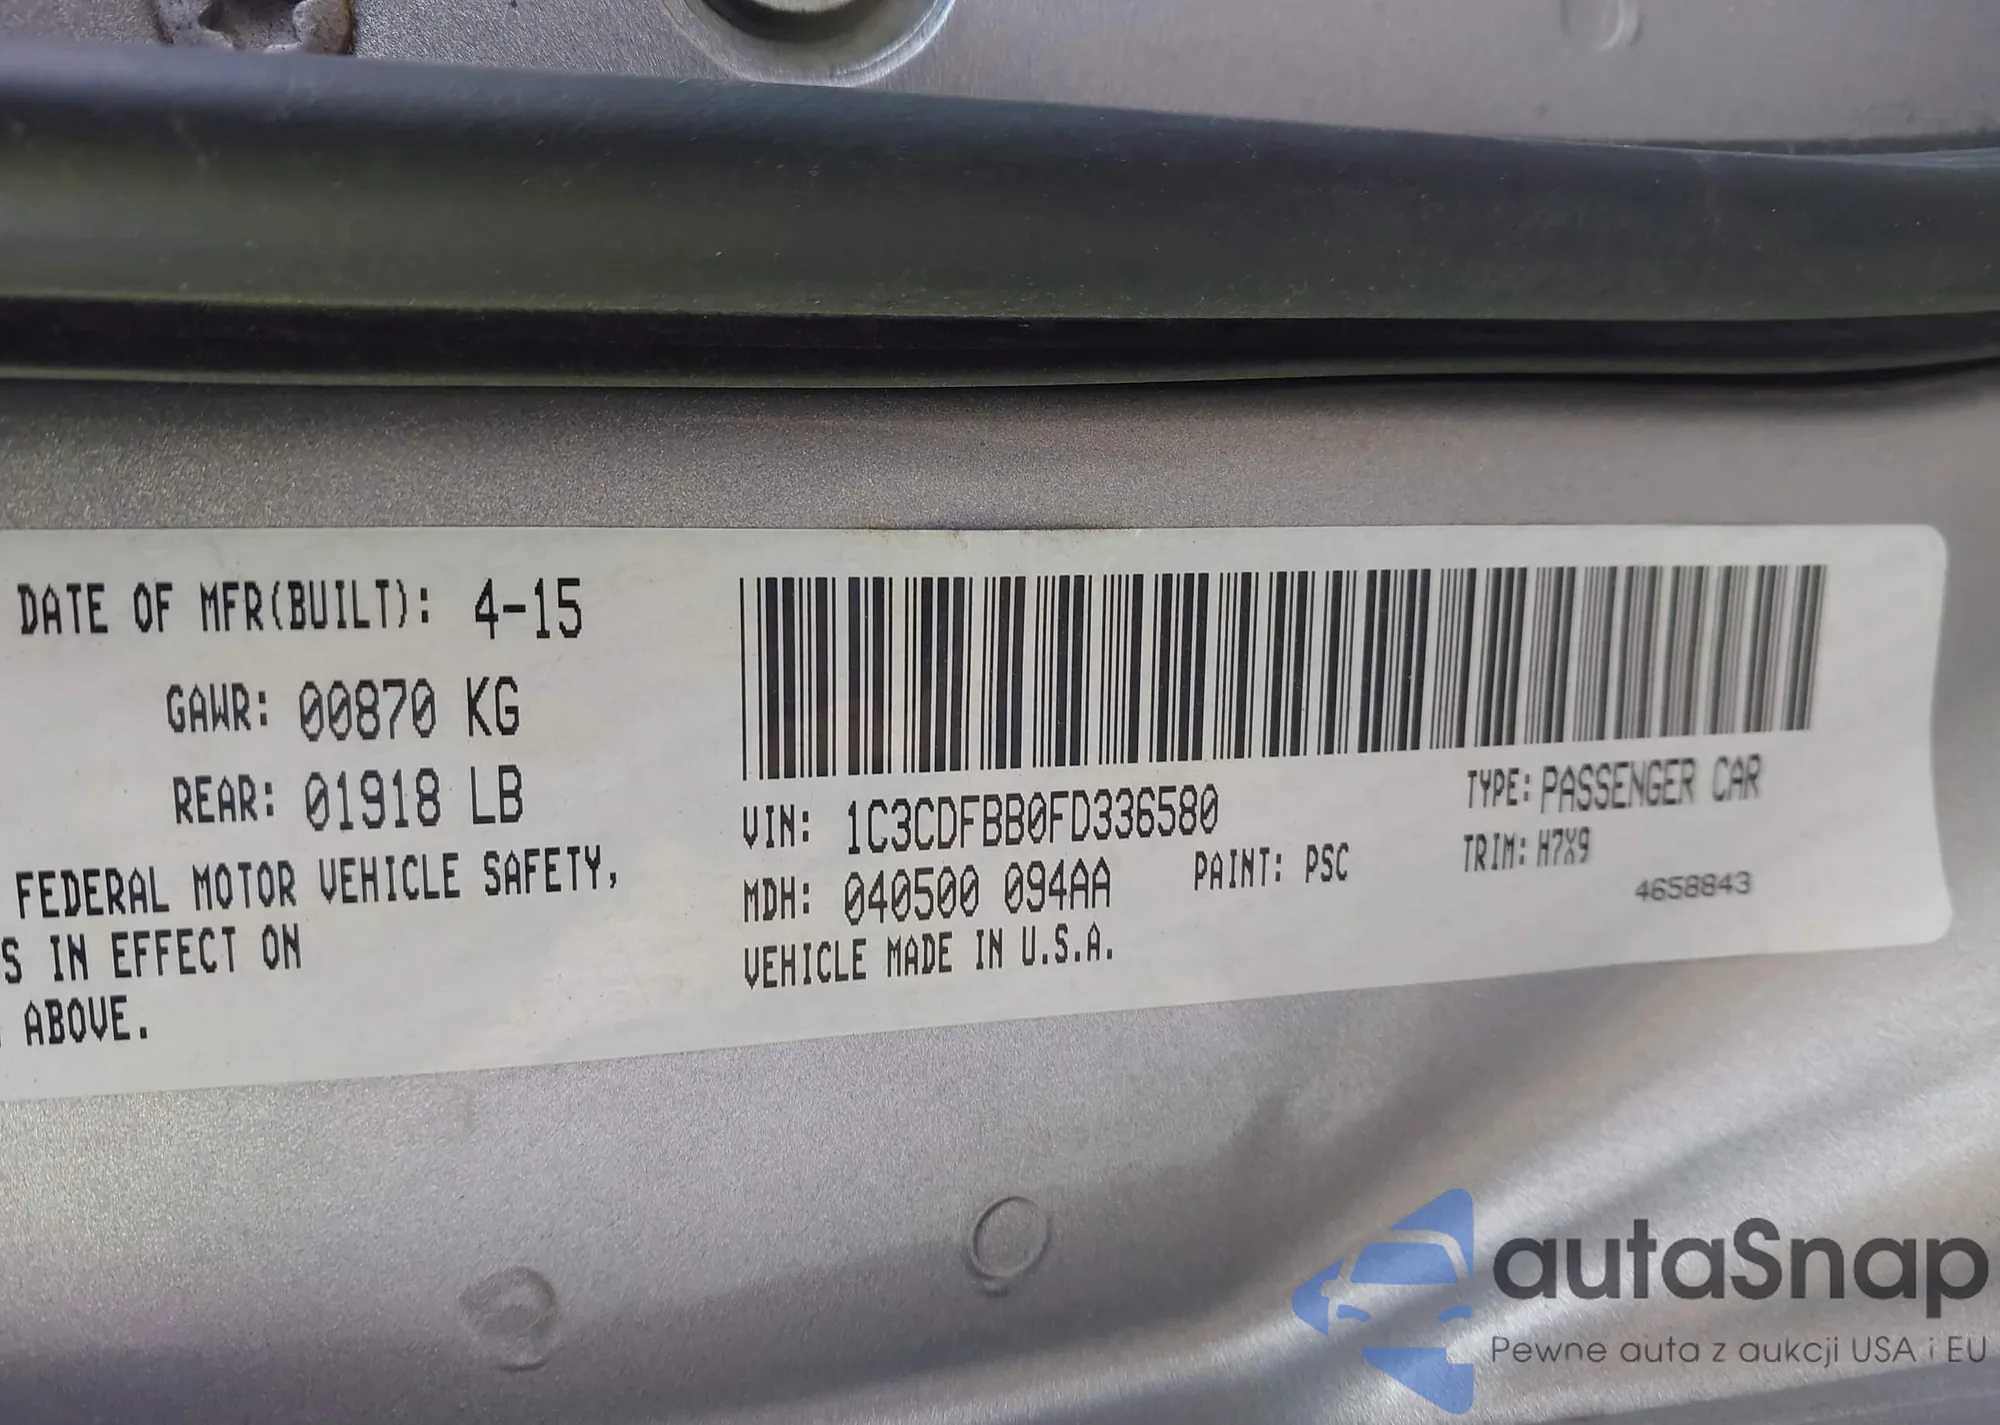 DATE OF MFR(BUILT): 4-15
GAWR: 00870 KG
REAR: 01918 LB
FEDERAL MOTOR VEHICLE SAFETY,
S IN EFFECT ON
ABOVE.
VIN: 1C3CDFBB0FD336580
TYPE: PASSENGER CAR
MDH: 040500 094AA
PAINT: PSC
TRIM: H7X9
4658843
VEHICLE MADE IN U.S.A.
autaSnap
Pewne auta z aukcji USA i EU